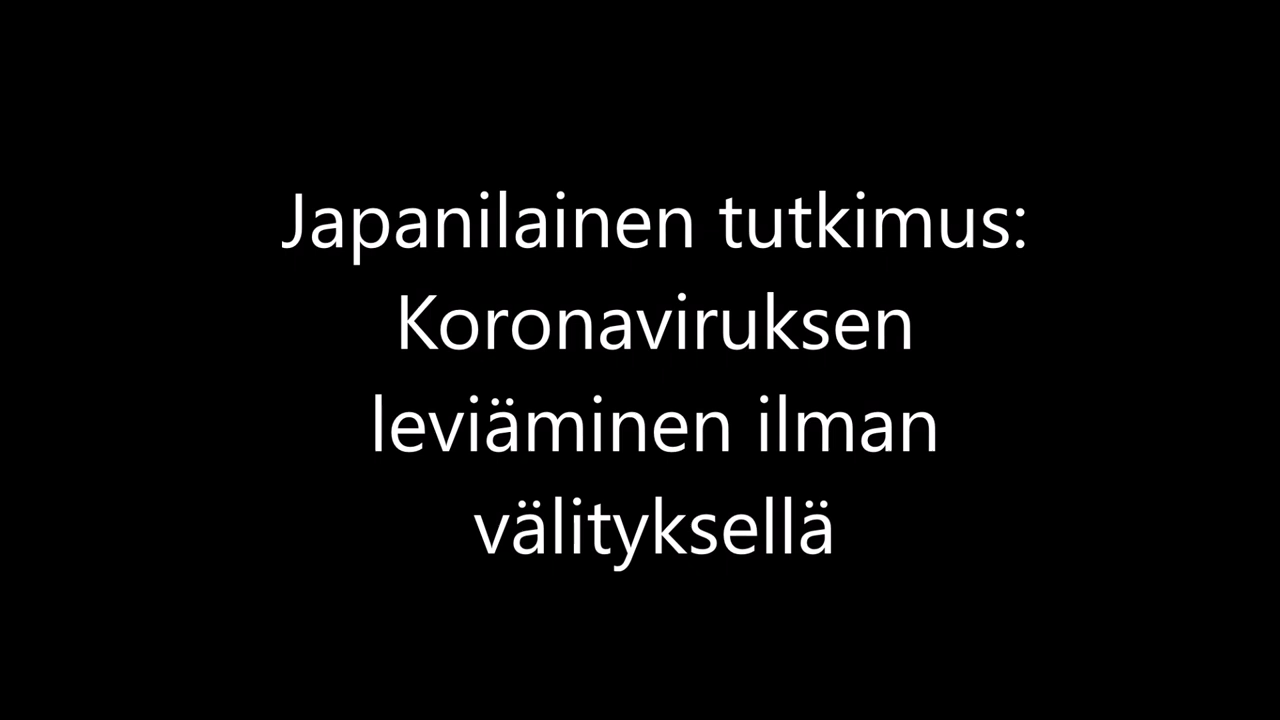 Japanilainen tutkimus:
Koronaviruksen
leviäminen ilman
välityksellä